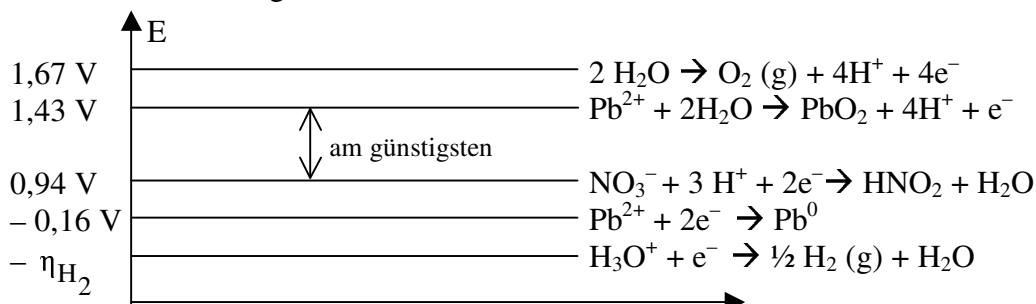 E
1,67 V 2 H₂O → O₂ (g) + 4H⁺ + 4e⁻
1,43 V Pb²⁺ + 2H₂O → PbO₂ + 4H⁺ + e⁻
am günstigsten
0,94 V NO₃⁻ + 3 H⁺ + 2e⁻ → HNO₂ + H₂O
– 0,16 V Pb²⁺ + 2e⁻ → Pb⁰
– η_H₂ H₃O⁺ + e⁻ → ½ H₂ (g) + H₂O